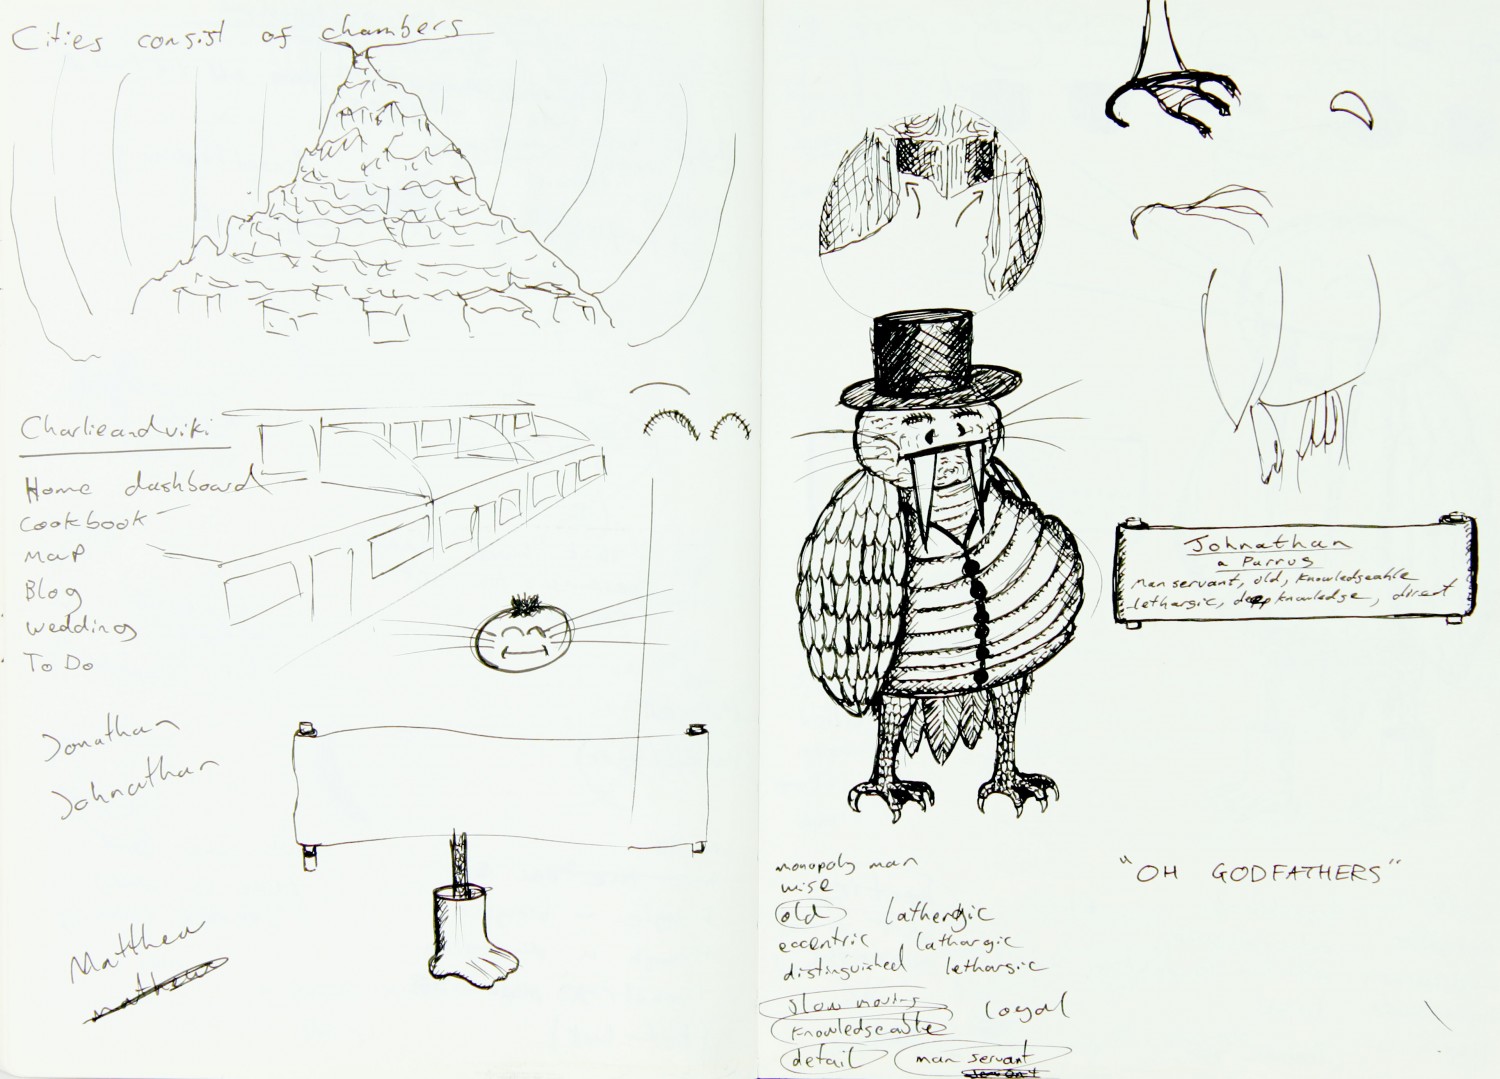 Cities consist of chambers
Charlieandviki
Home dashboard
Cookbook
Map
Blog
Wedding
To Do
Jonathan
Johnathan
Matthew
mathew
Johnathan
a Parrus
Man servant, old, knowledgeable
lethargic, deep knowledge, direct
monopoly man
wise
old lathergic
eccentric lathargic
distinguished lethargic
slow moving loyal
knowledgeable
detail man servant
"OH GODFATHERS"